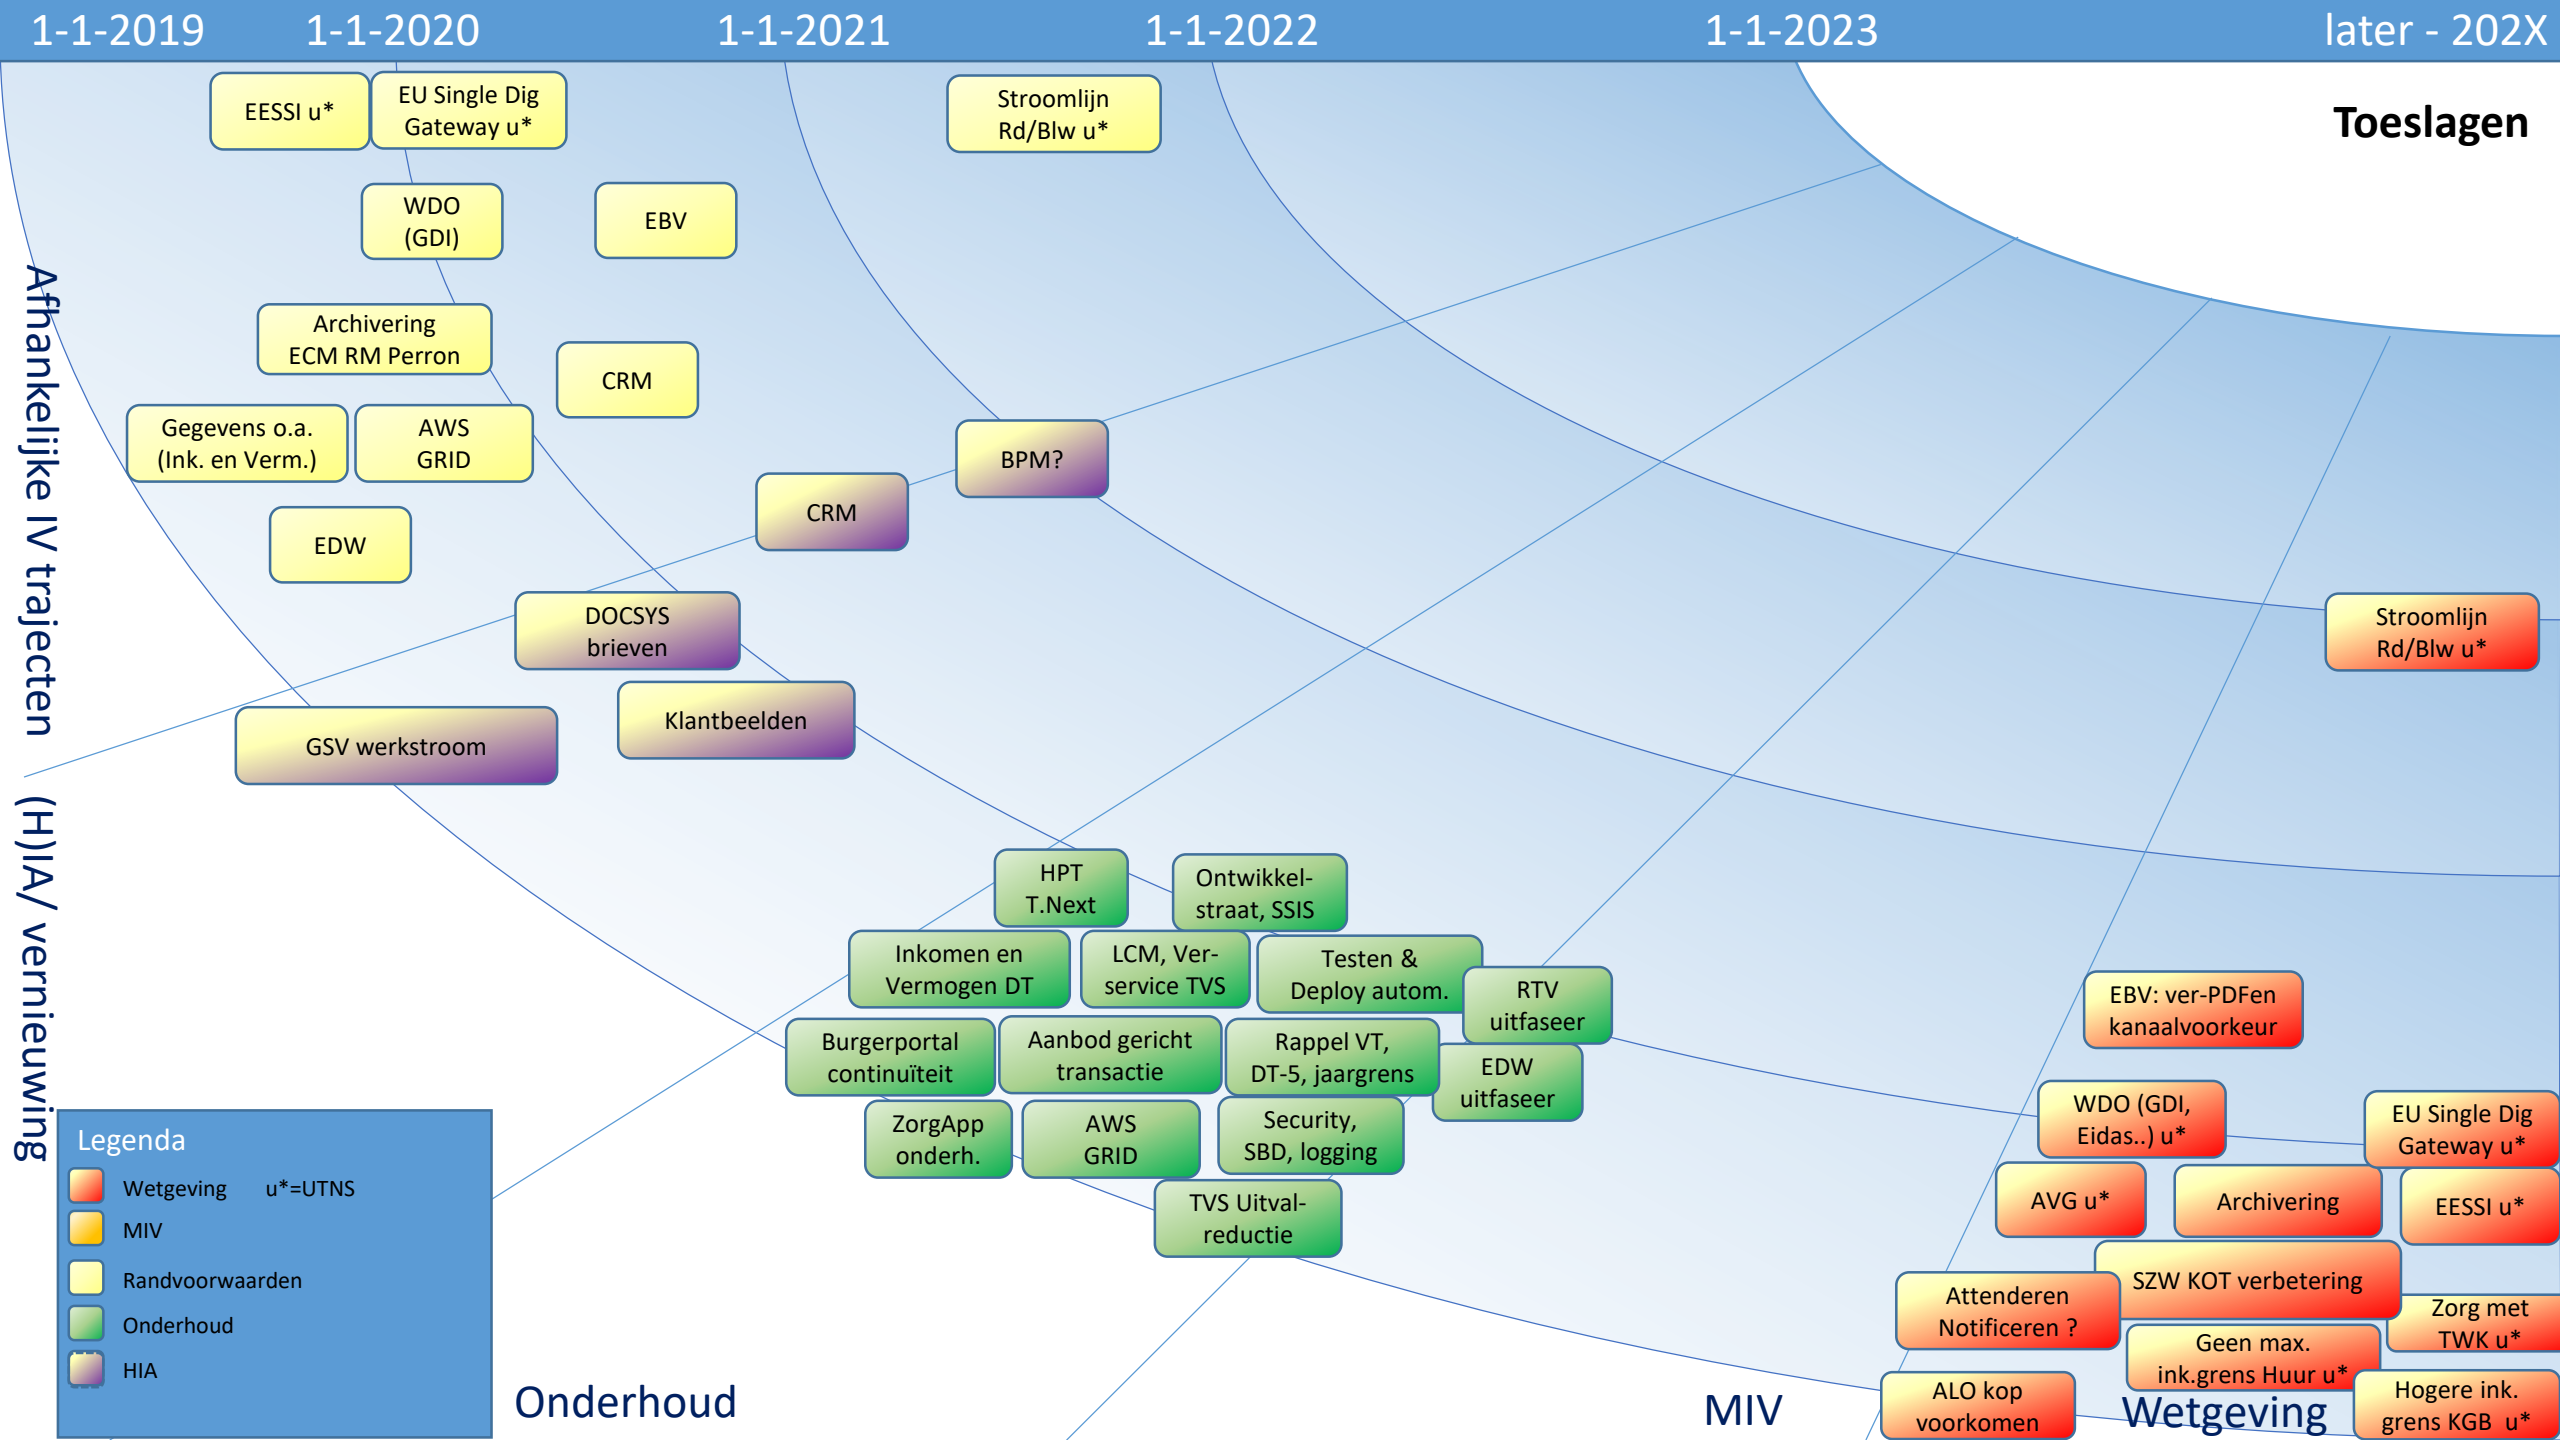 1-1-2019
1-1-2020
1-1-2021
1-1-2022
1-1-2023
later - 202X
Toeslagen
EESSI u*
EU Single Dig
Gateway u*
Stroomlijn
Rd/Blw u*
WDO
(GDI)
EBV
Archivering
ECM RM Perron
CRM
Gegevens o.a.
(Ink. en Verm.)
AWS
GRID
EDW
Afhankelijke IV trajecten
BPM?
CRM
DOCSYS
brieven
Klantbeelden
GSV werkstroom
(H)IA/ vernieuwing
Stroomlijn
Rd/Blw u*
HPT
T.Next
Ontwikkel-
straat, SSIS
Inkomen en
Vermogen DT
LCM, Ver-
service TVS
Testen &
Deploy autom.
RTV
uitfaseer
Burgerportal
continuïteit
Aanbod gericht
transactie
Rappel VT,
DT-5, jaargrens
EDW
uitfaseer
ZorgApp
onderh.
AWS
GRID
Security,
SBD, logging
TVS Uitval-
reductie
EBV: ver-PDFen
kanaalvoorkeur
WDO (GDI,
Eidas..) u*
EU Single Dig
Gateway u*
AVG u*
Archivering
EESSI u*
SZW KOT verbetering
Attenderen
Notificeren ?
Zorg met
TWK u*
Geen max.
ink.grens Huur u*
ALO kop
voorkomen
Hogere ink.
grens KGB u*
Legenda
Wetgeving u*=UTNS
MIV
Randvoorwaarden
Onderhoud
HIA
Onderhoud
MIV
Wetgeving